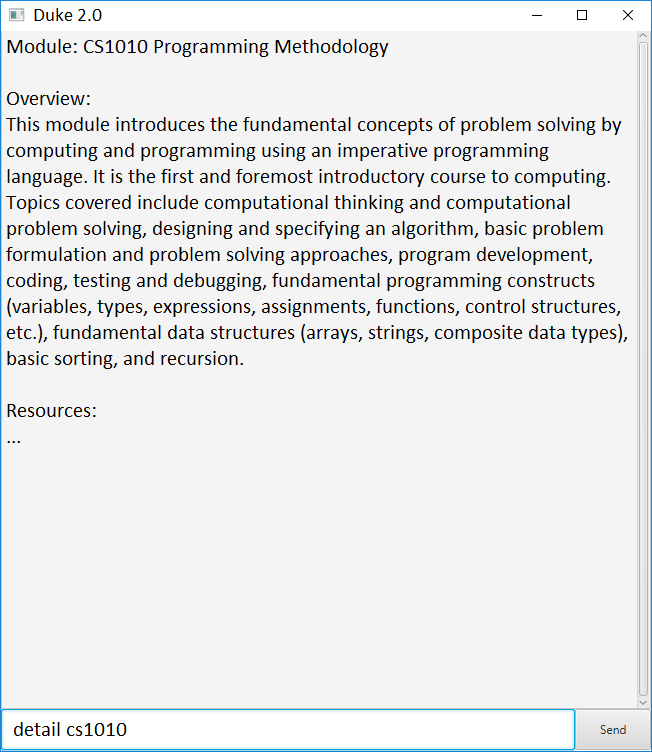 Duke 2.0
Module: CS1010 Programming Methodology
Overview:
This module introduces the fundamental concepts of problem solving by
computing and programming using an imperative programming
language. It is the first and foremost introductory course to computing.
Topics covered include computational thinking and computational
problem solving, designing and specifying an algorithm, basic problem
formulation and problem solving approaches, program development,
coding, testing and debugging, fundamental programming constructs
(variables, types, expressions, assignments, functions, control structures,
etc.), fundamental data structures (arrays, strings, composite data types),
basic sorting, and recursion.
Resources:
...
detail cs1010
Send